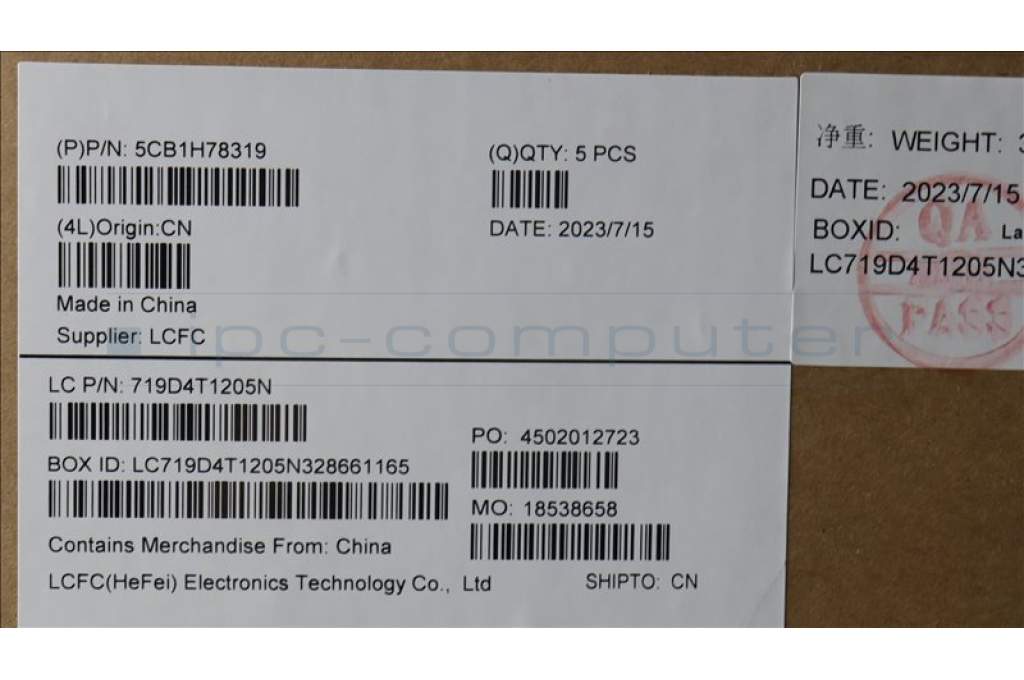 (P)P/N: 5CB1H78319
(Q)QTY: 5 PCS
(4L)Origin:CN
DATE: 2023/7/15
Made in China
Supplier: LCFC
LC P/N: 719D4T1205N
PO: 4502012723
BOX ID: LC719D4T1205N328661165
MO: 18538658
Contains Merchandise From: China
LCFC(HeFei) Electronics Technology Co., Ltd
SHIPTO: CN
净重: WEIGHT:
DATE: 2023/7/15
BOXID: La
LC719D4T1205N3
QA
PASS
ipc-computer